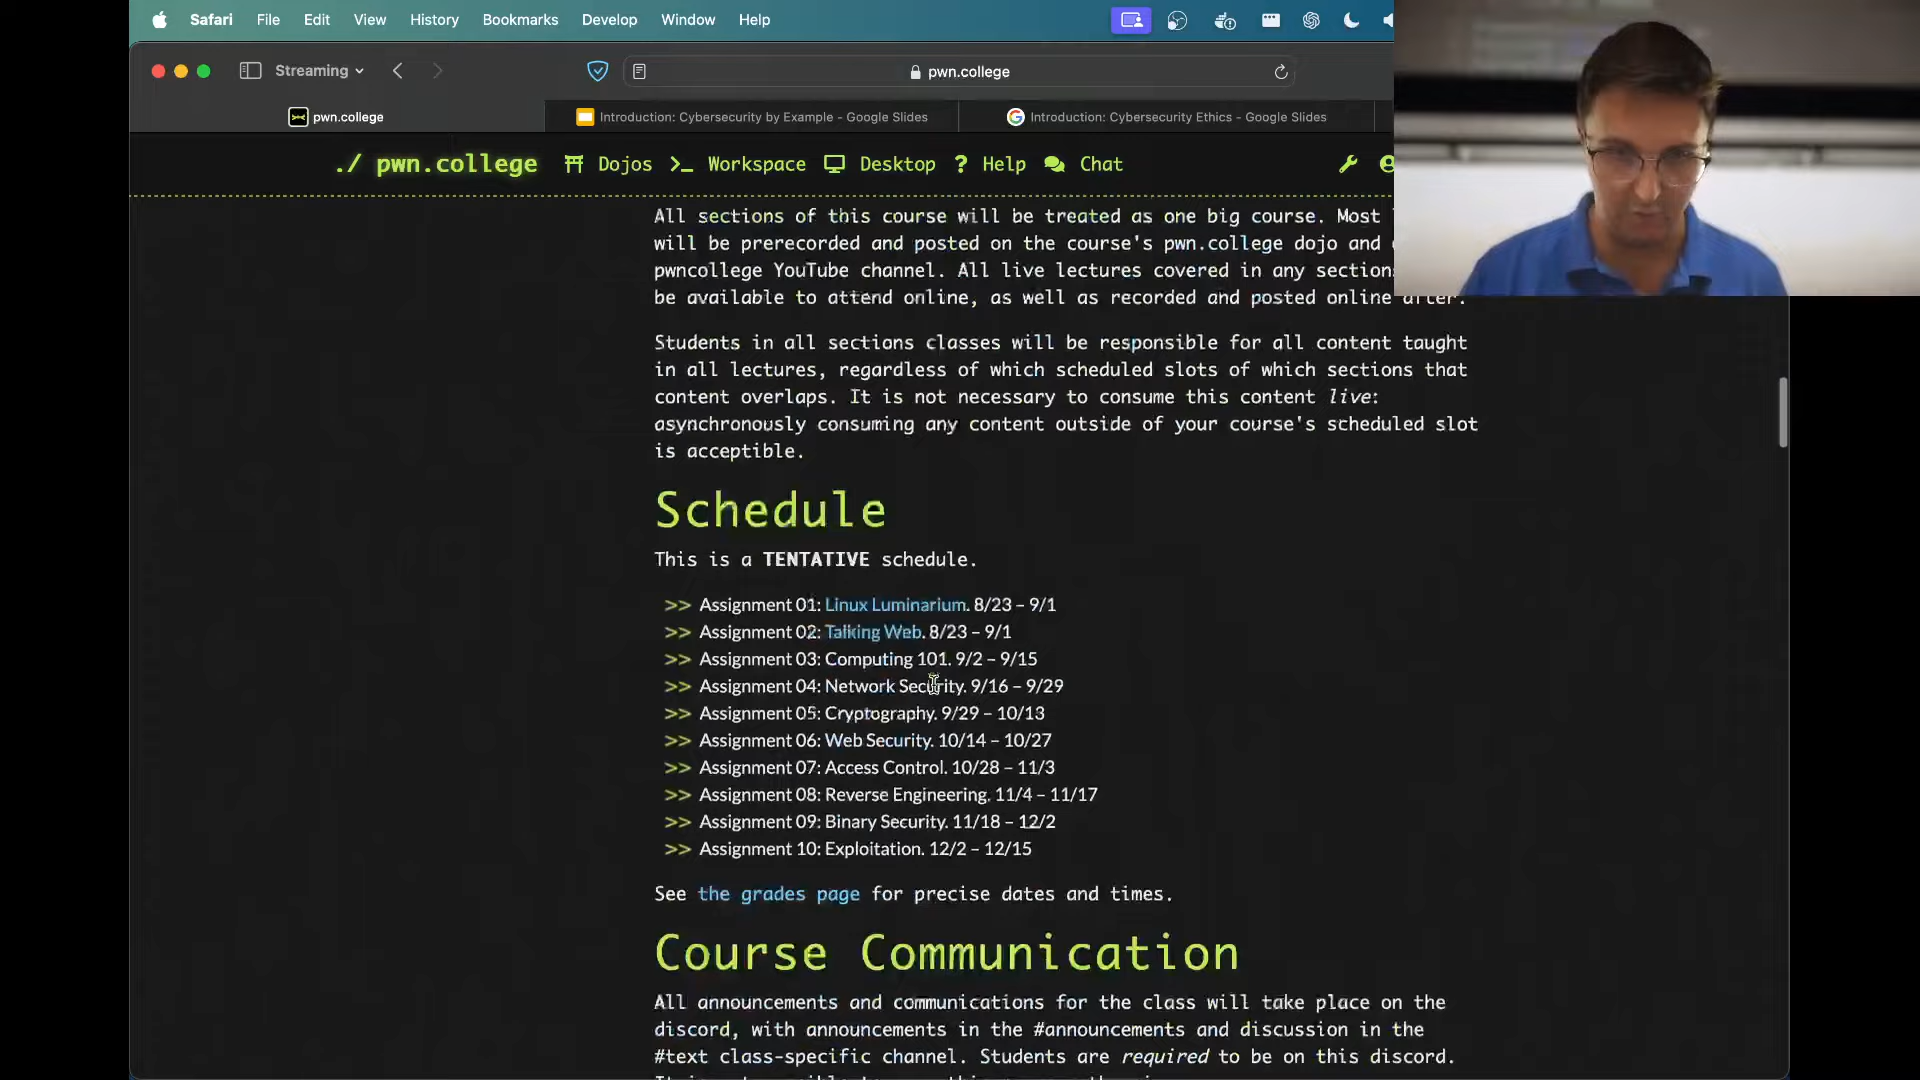 Safari File Edit View History Bookmarks Develop Window Help
Streaming pwn.college
pwn.college Introduction: Cybersecurity by Example - Google Slides Introduction: Cybersecurity Ethics - Google Slides
./ pwn.college Dojos >_ Workspace Desktop ? Help Chat
All sections of this course will be treated as one big course. Most
will be prerecorded and posted on the course's pwn.college dojo and
pwncollege YouTube channel. All live lectures covered in any sections
be available to attend online, as well as recorded and posted online after.
Students in all sections classes will be responsible for all content taught
in all lectures, regardless of which scheduled slots of which sections that
content overlaps. It is not necessary to consume this content live:
asynchronously consuming any content outside of your course's scheduled slot
is acceptible.
Schedule
This is a TENTATIVE schedule.
>> Assignment 01: Linux Luminarium. 8/23 – 9/1
>> Assignment 02: Talking Web. 8/23 – 9/1
>> Assignment 03: Computing 101. 9/2 – 9/15
>> Assignment 04: Network Security. 9/16 – 9/29
>> Assignment 05: Cryptography. 9/29 – 10/13
>> Assignment 06: Web Security. 10/14 – 10/27
>> Assignment 07: Access Control. 10/28 – 11/3
>> Assignment 08: Reverse Engineering. 11/4 – 11/17
>> Assignment 09: Binary Security. 11/18 – 12/2
>> Assignment 10: Exploitation. 12/2 – 12/15
See the grades page for precise dates and times.
Course Communication
All announcements and communications for the class will take place on the
discord, with announcements in the #announcements and discussion in the
#text class-specific channel. Students are required to be on this discord.